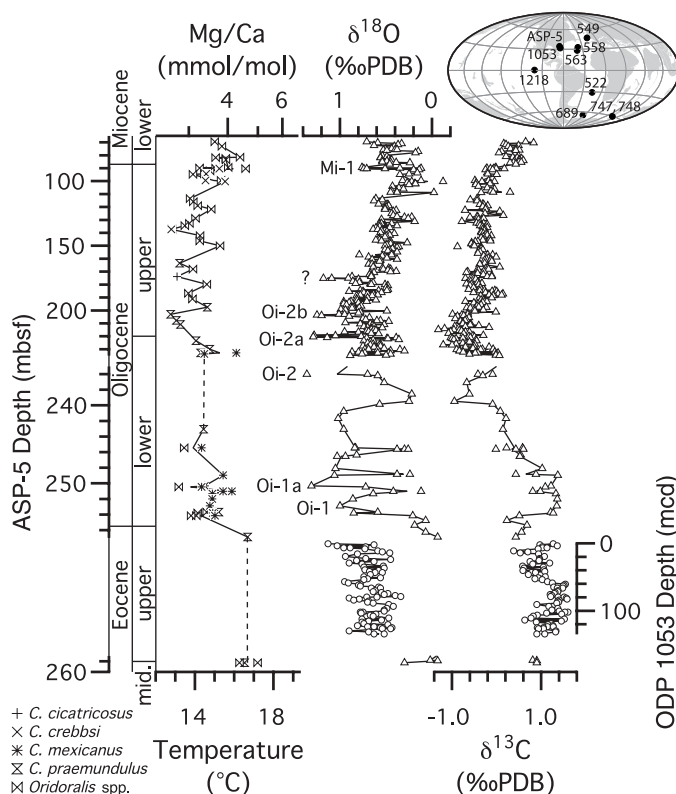 Mg/Ca
(mmol/mol)
4 6
δ18O
(‰PDB)
1 0
ASP-5
1053
549
558
563
1218
522
689
747, 748
Miocene
lower
Oligocene
upper
lower
Eocene
upper
mid.
ASP-5 Depth (mbsf)
100
150
200
240
250
260
Mi-1
?
Oi-2b
Oi-2a
Oi-2
Oi-1a
Oi-1
0
100
ODP 1053 Depth (mcd)
14 18
Temperature
(°C)
-1.0 1.0
δ13C
(‰PDB)
C. cicatricosus
C. crebbsi
C. mexicanus
C. praemundulus
Oridoralis spp.